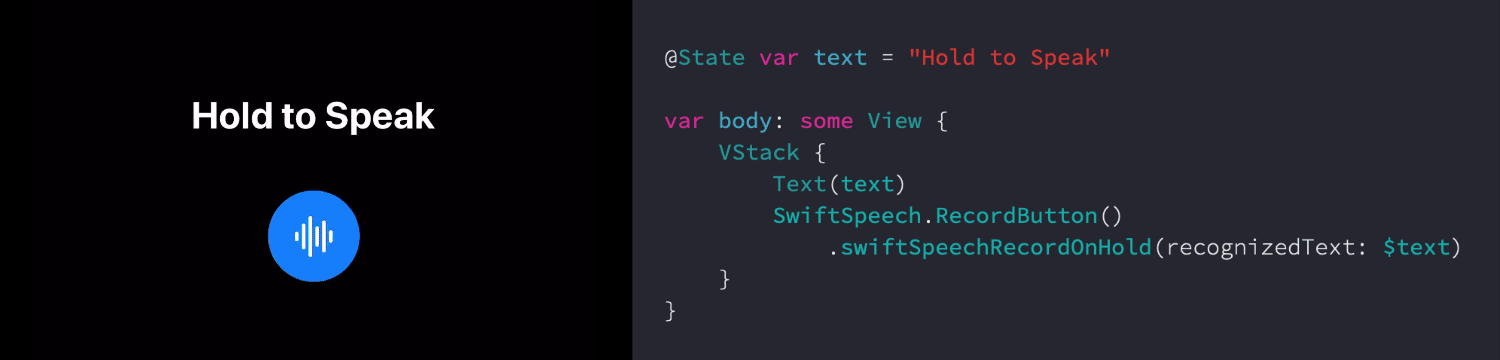 Hold to Speak
@State var text = "Hold to Speak"
var body: some View {
    VStack {
        Text(text)
        SwiftSpeech.RecordButton()
            .swiftSpeechRecordOnHold(recognizedText: $text)
    }
}